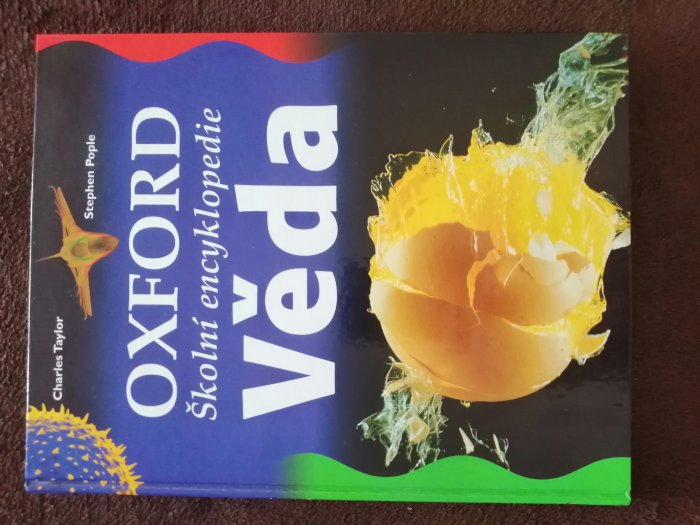 Charles Taylor
Stephen Pople
OXFORD
Školní encyklopedie
Věda